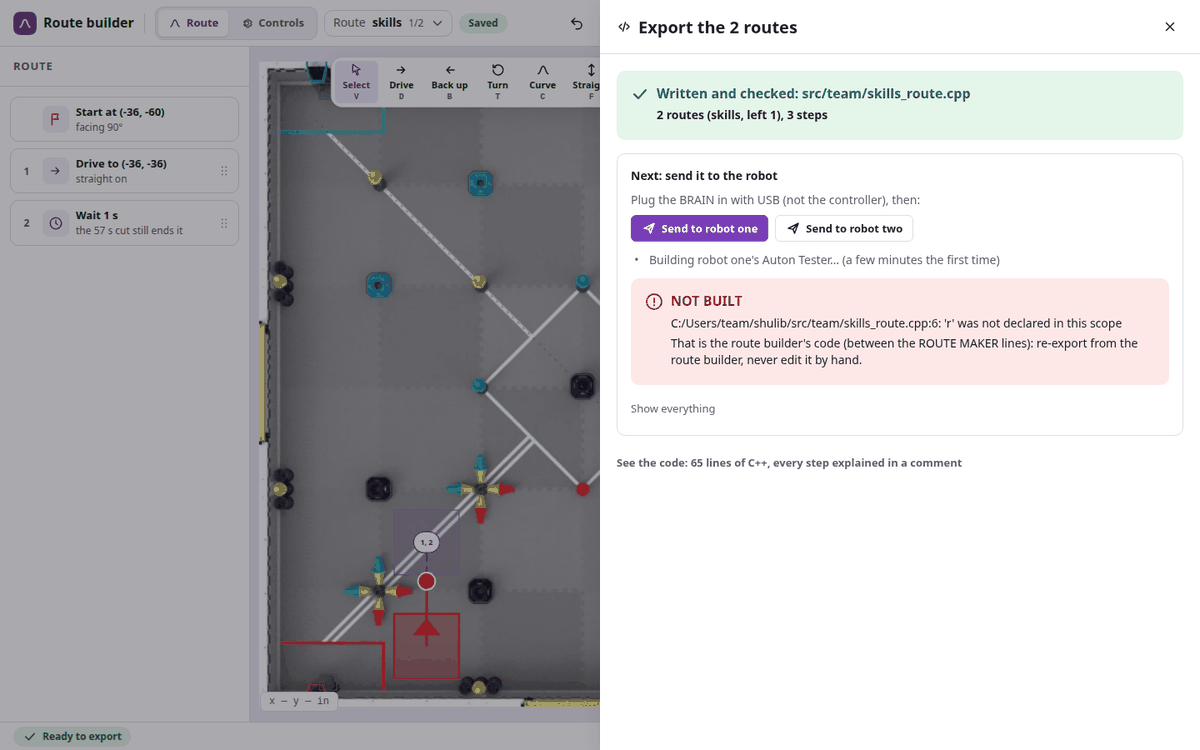 Route builder
Route
Controls
Route skills 1/2
Saved
Export the 2 routes
ROUTE
Start at (-36, -60)
facing 90°
1
Drive to (-36, -36)
straight on
2
Wait 1 s
the 57 s cut still ends it
Select
V
Drive
D
Back up
B
Turn
T
Curve
C
Straig
F
1, 2
x — y — in
Ready to export
Written and checked: src/team/skills_route.cpp
2 routes (skills, left 1), 3 steps
Next: send it to the robot
Plug the BRAIN in with USB (not the controller), then:
Send to robot one
Send to robot two
• Building robot one's Auton Tester... (a few minutes the first time)
NOT BUILT
C:/Users/team/shulib/src/team/skills_route.cpp:6: 'r' was not declared in this scope
That is the route builder's code (between the ROUTE MAKER lines): re-export from the
route builder, never edit it by hand.
Show everything
See the code: 65 lines of C++, every step explained in a comment